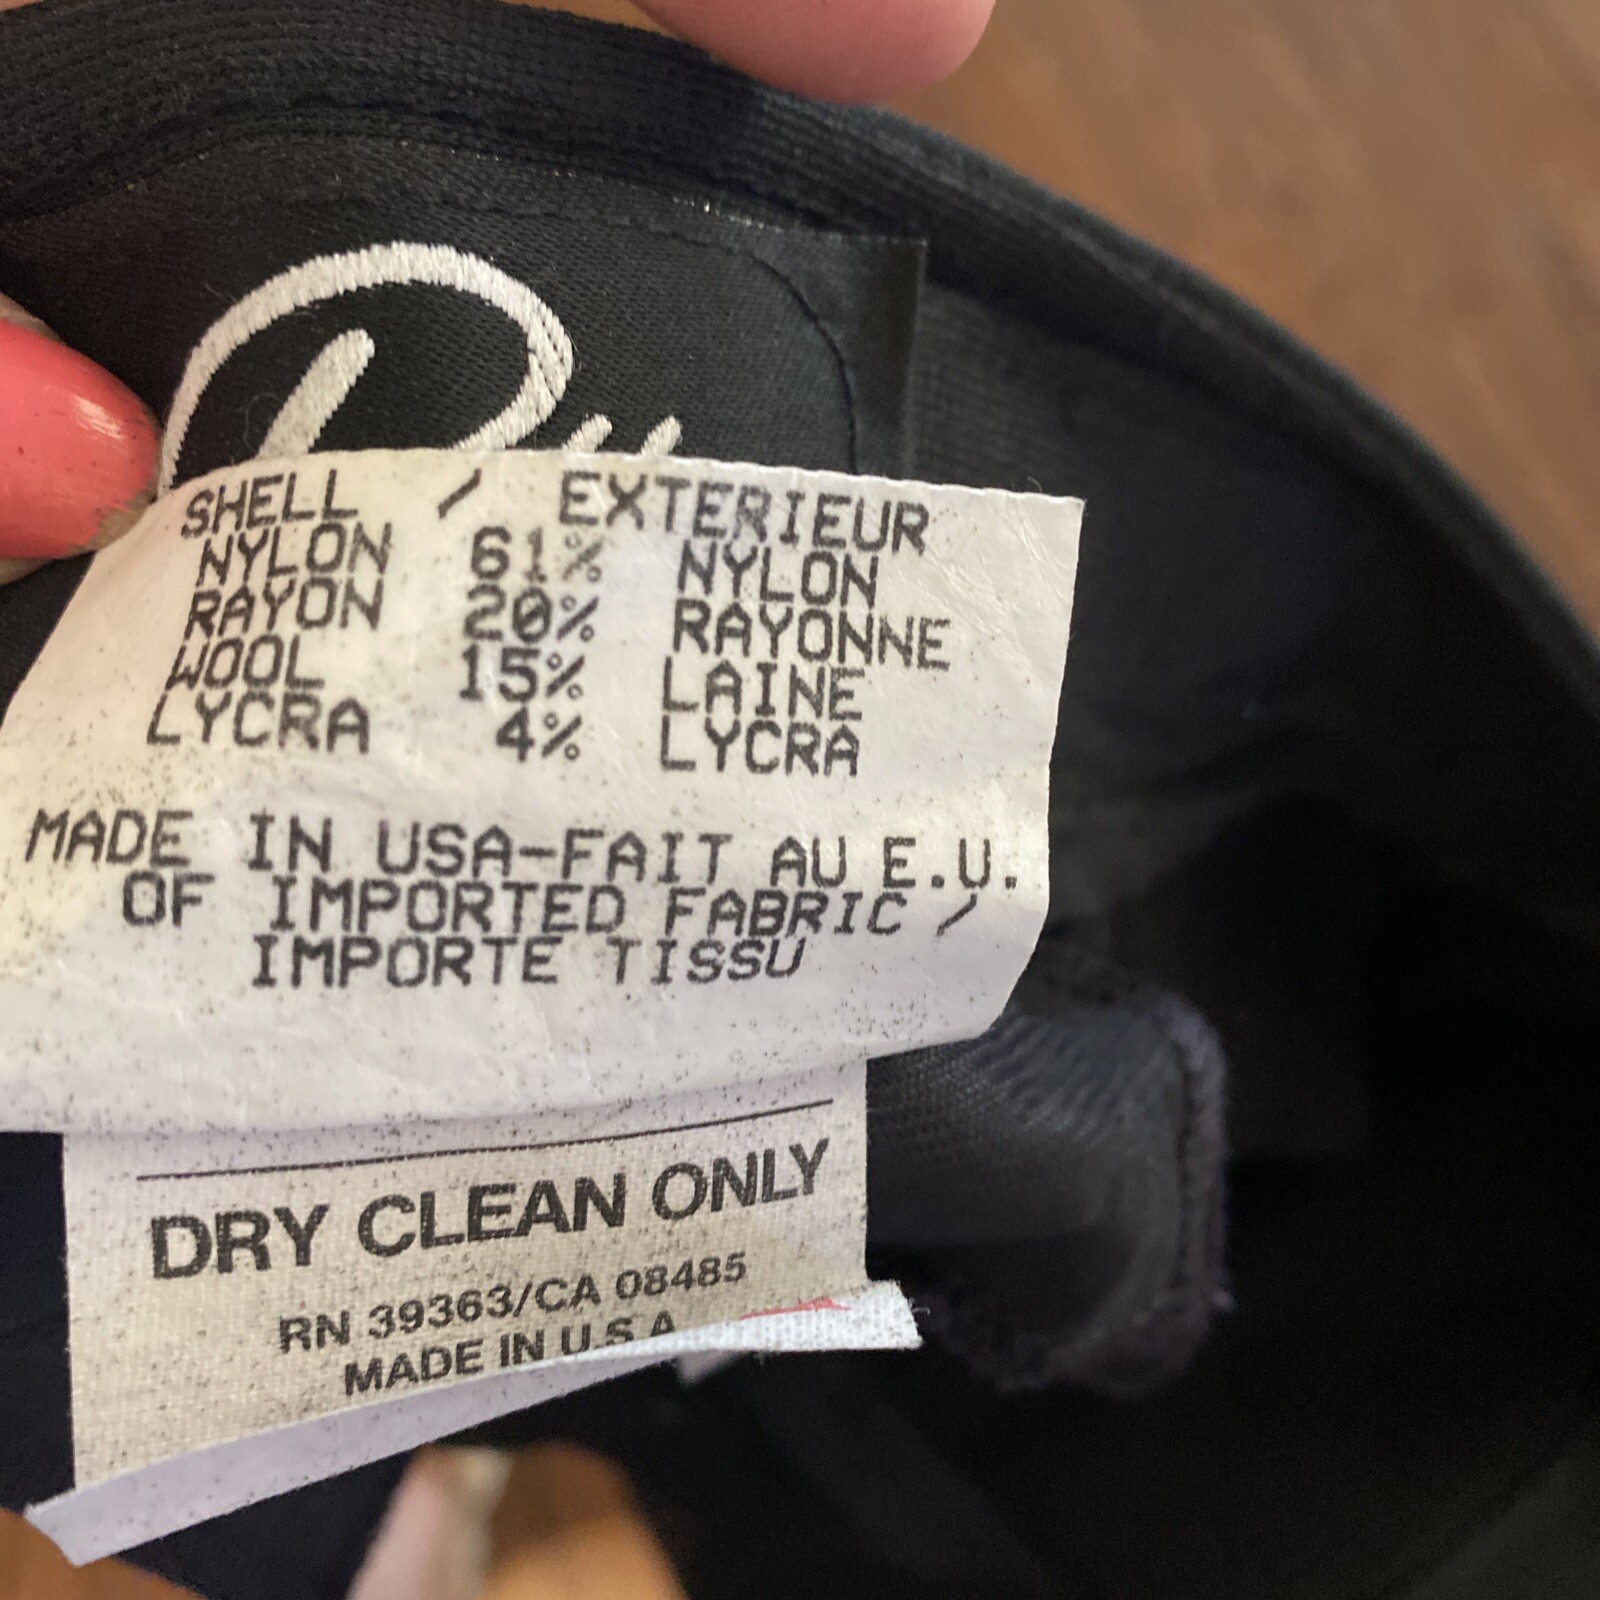 SHELL / EXTERIEUR
NYLON 61% NYLON
RAYON 20% RAYONNE
WOOL 15% LAINE
LYCRA 4% LYCRA
MADE IN USA-FAIT AU E.U.
OF IMPORTED FABRIC /
IMPORTE TISSU
DRY CLEAN ONLY
RN 39363/CA 08485
MADE IN U.S.A